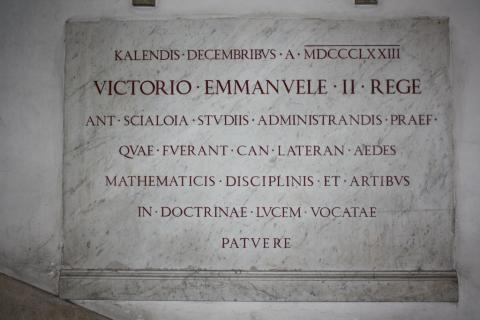 KALENDIS · DECEMBRIBVS · A · MDCCCLXXIII
VICTORIO · EMMANVELE · II · REGE
ANT · SCIALOIA · STVDIIS · ADMINISTRANDIS · PRAEF ·
QVAE · FVERANT · CAN · LATERAN · AEDES
MATHEMATICIS · DISCIPLINIS · ET · ARTIBVS
IN · DOCTRINAE · LVCEM · VOCATAE
PATVERE